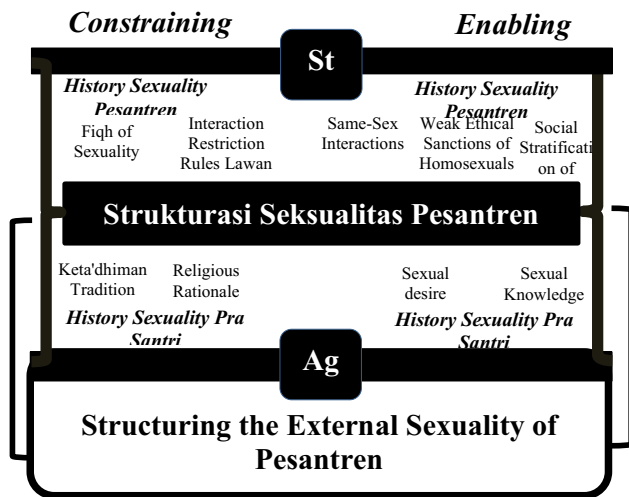 Constraining
Enabling
St
History Sexuality
Pesantren
History Sexuality
Pesantren
Fiqh of
Sexuality
Interaction
Restriction
Rules Lawan
Same-Sex
Interactions
Weak Ethical
Sanctions of
Homosexuals
Social
Stratificati
on of
Strukturasi Seksualitas Pesantren
Keta'dhiman
Tradition
Religious
Rationale
Sexual
desire
Sexual
Knowledge
History Sexuality Pra
Santri
History Sexuality Pra
Santri
Ag
Structuring the External Sexuality of
Pesantren